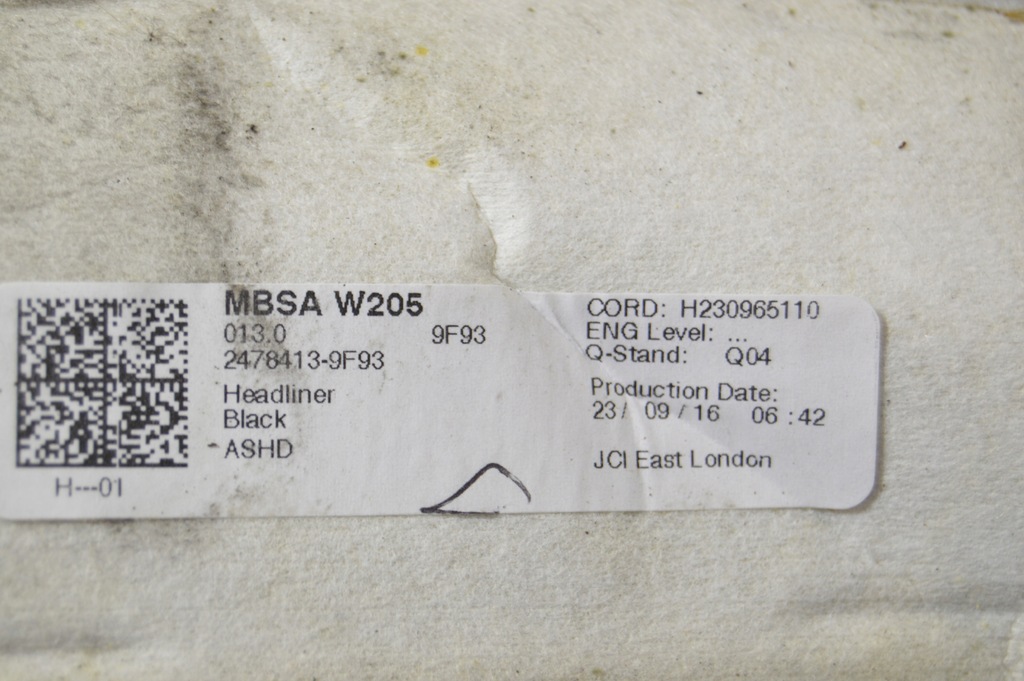 MBSA W205
013.0 9F93
2478413-9F93
Headliner
Black
ASHD
H---01
CORD: H230965110
ENG Level: ...
Q-Stand: Q04
Production Date:
23/ 09 / 16 06 :42
JCI East London